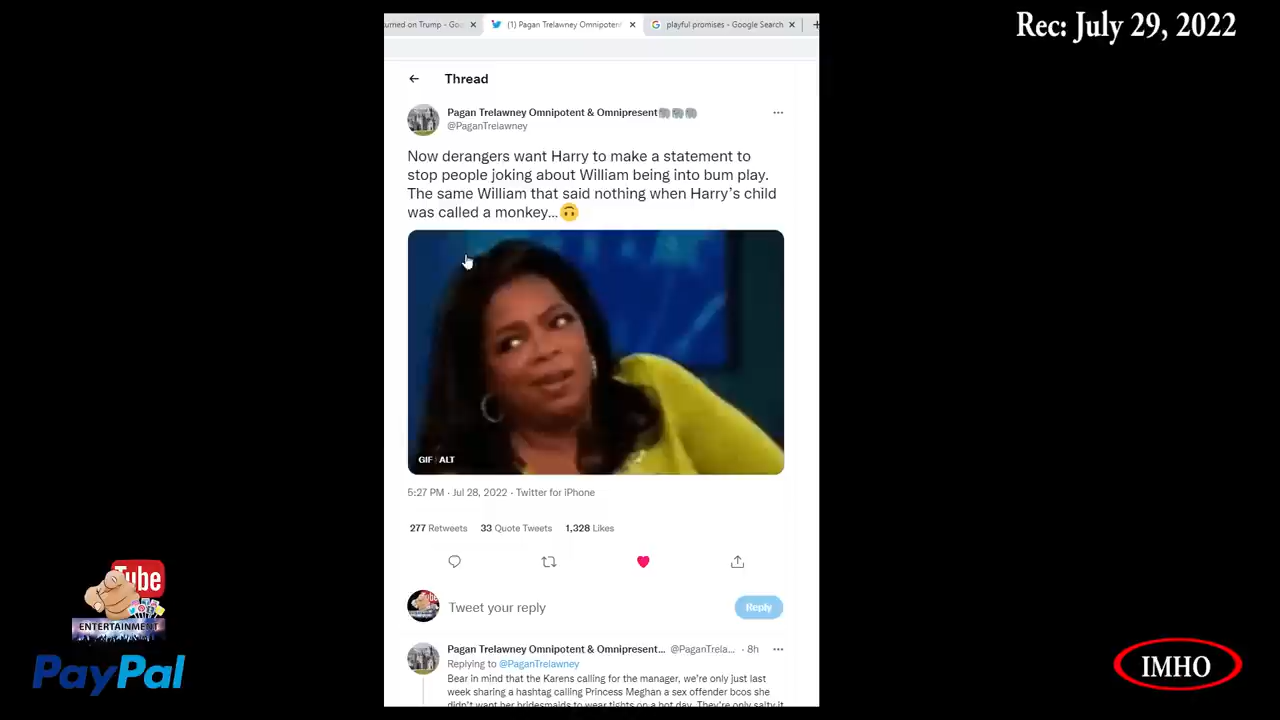 Rec: July 29, 2022
urned on Trump - Goo
(1) Pagan Trelawney Omnipotent
playful promises - Google Search
Thread
Pagan Trelawney Omnipotent & Omnipresent
@PaganTrelawney
Now derangers want Harry to make a statement to
stop people joking about William being into bum play.
The same William that said nothing when Harry's child
was called a monkey...
GIF ALT
5:27 PM · Jul 28, 2022 · Twitter for iPhone
277 Retweets 33 Quote Tweets 1,328 Likes
Tweet your reply
Reply
Pagan Trelawney Omnipotent & Omnipresent... @PaganTrela... · 8h
Replying to @PaganTrelawney
Bear in mind that the Karens calling for the manager, we're only just last
week sharing a hashtag calling Princess Meghan a sex offender bcos she
didn't want her bridesmaids to wear tights on a hot day. They're only salty it
Tube
ENTERTAINMENT
PayPal
IMHO